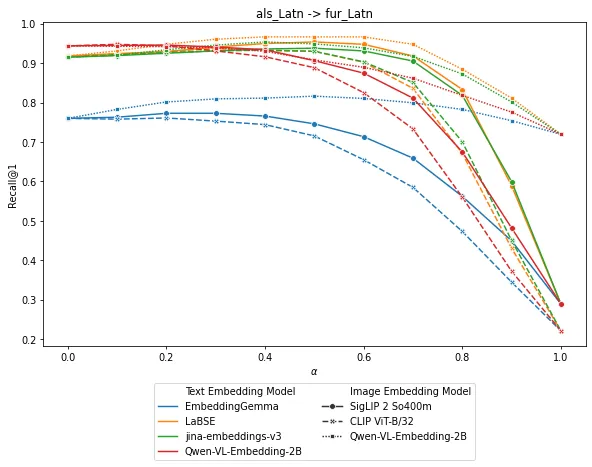 als_Latn -> fur_Latn
Recall@1
1.0
0.9
0.8
0.7
0.6
0.5
0.4
0.3
0.2
0.0 0.2 0.4 0.6 0.8 1.0
α
Text Embedding Model Image Embedding Model
EmbeddingGemma SigLIP 2 So400m
LaBSE CLIP ViT-B/32
jina-embeddings-v3 Qwen-VL-Embedding-2B
Qwen-VL-Embedding-2B